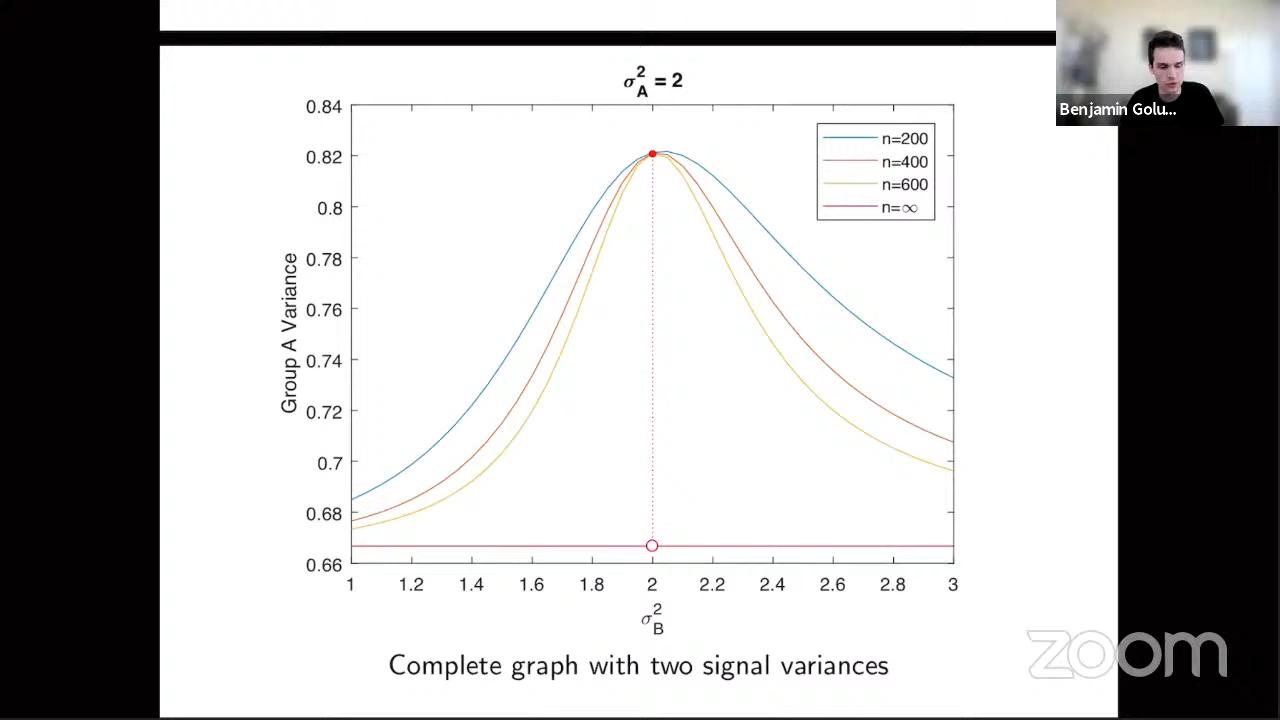 σ²_A = 2
0.84
0.82
0.8
0.78
0.76
0.74
0.72
0.7
0.68
0.66
Group A Variance
n=200
n=400
n=600
n=∞
1 1.2 1.4 1.6 1.8 2 2.2 2.4 2.6 2.8 3
σ²_B
Complete graph with two signal variances
Benjamin Golu...
zoom